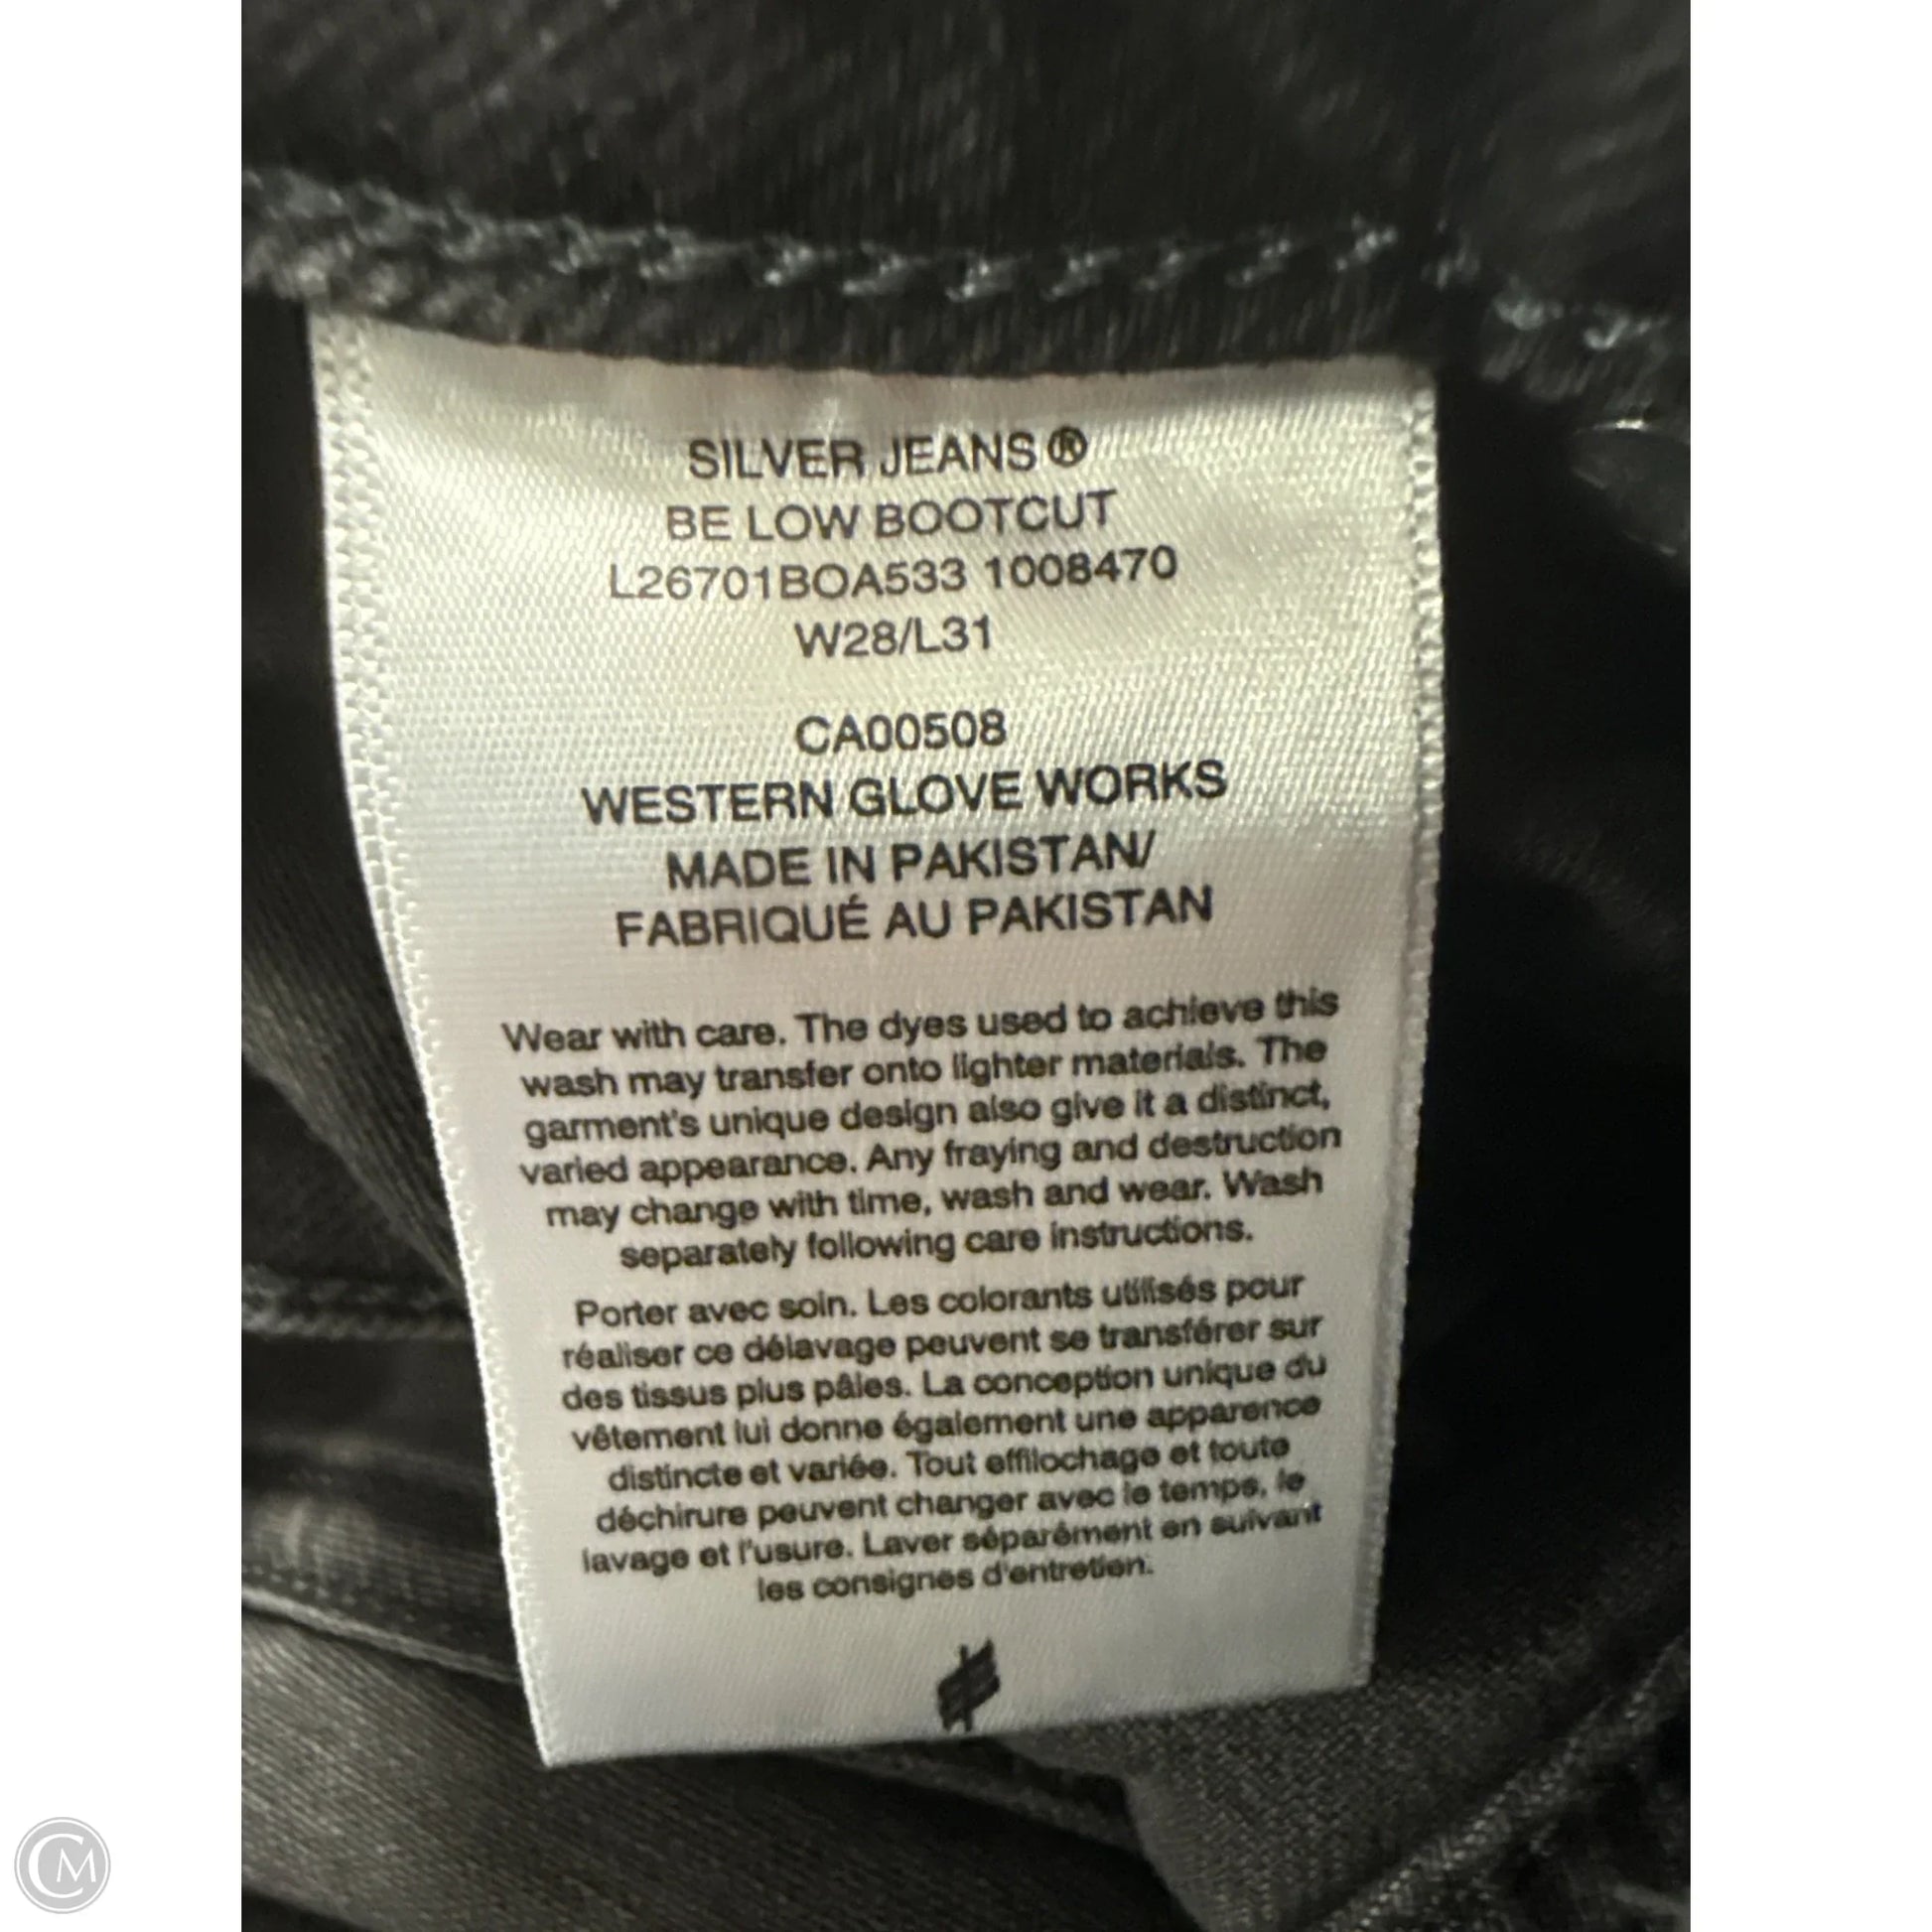 SILVER JEANS®
BE LOW BOOTCUT
L26701BOA533 1008470
W28/L31
CA00508
WESTERN GLOVE WORKS
MADE IN PAKISTAN/
FABRIQUÉ AU PAKISTAN
Wear with care. The dyes used to achieve this
wash may transfer onto lighter materials. The
garment's unique design also give it a distinct,
varied appearance. Any fraying and destruction
may change with time, wash and wear. Wash
separately following care instructions.
Porter avec soin. Les colorants utilisés pour
réaliser ce délavage peuvent se transférer sur
des tissus plus pâles. La conception unique du
vêtement lui donne également une apparence
distincte et variée. Tout effilochage et toute
déchirure peuvent changer avec le temps, le
lavage et l'usure. Laver séparément en suivant
les consignes d'entretien.
CM